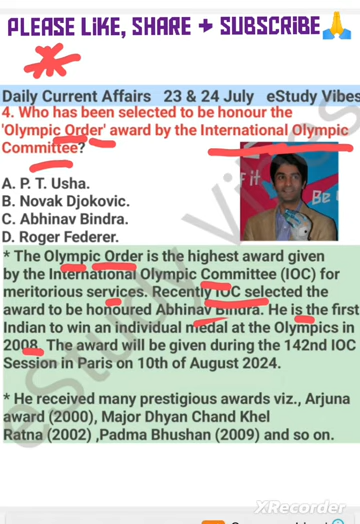 PLEASE LIKE, SHARE + SUBSCRIBE🙏
Daily Current Affairs 23 & 24 July eStudy Vibes
4. Who has been selected to be honour the
'Olympic Order' award by the International Olympic
Committee?
A. P. T. Usha.
B. Novak Djokovic.
C. Abhinav Bindra.
D. Roger Federer.
* The Olympic Order is the highest award given
by the International Olympic Committee (IOC) for
meritorious services. Recently IOC selected the
award to be honoured Abhinav Bindra. He is the first
Indian to win an individual medal at the Olympics in
2008. The award will be given during the 142nd IOC
Session in Paris on 10th of August 2024.
* He received many prestigious awards viz., Arjuna
award (2000), Major Dhyan Chand Khel
Ratna (2002) ,Padma Bhushan (2009) and so on.
eStudy Vibes
XRecorder